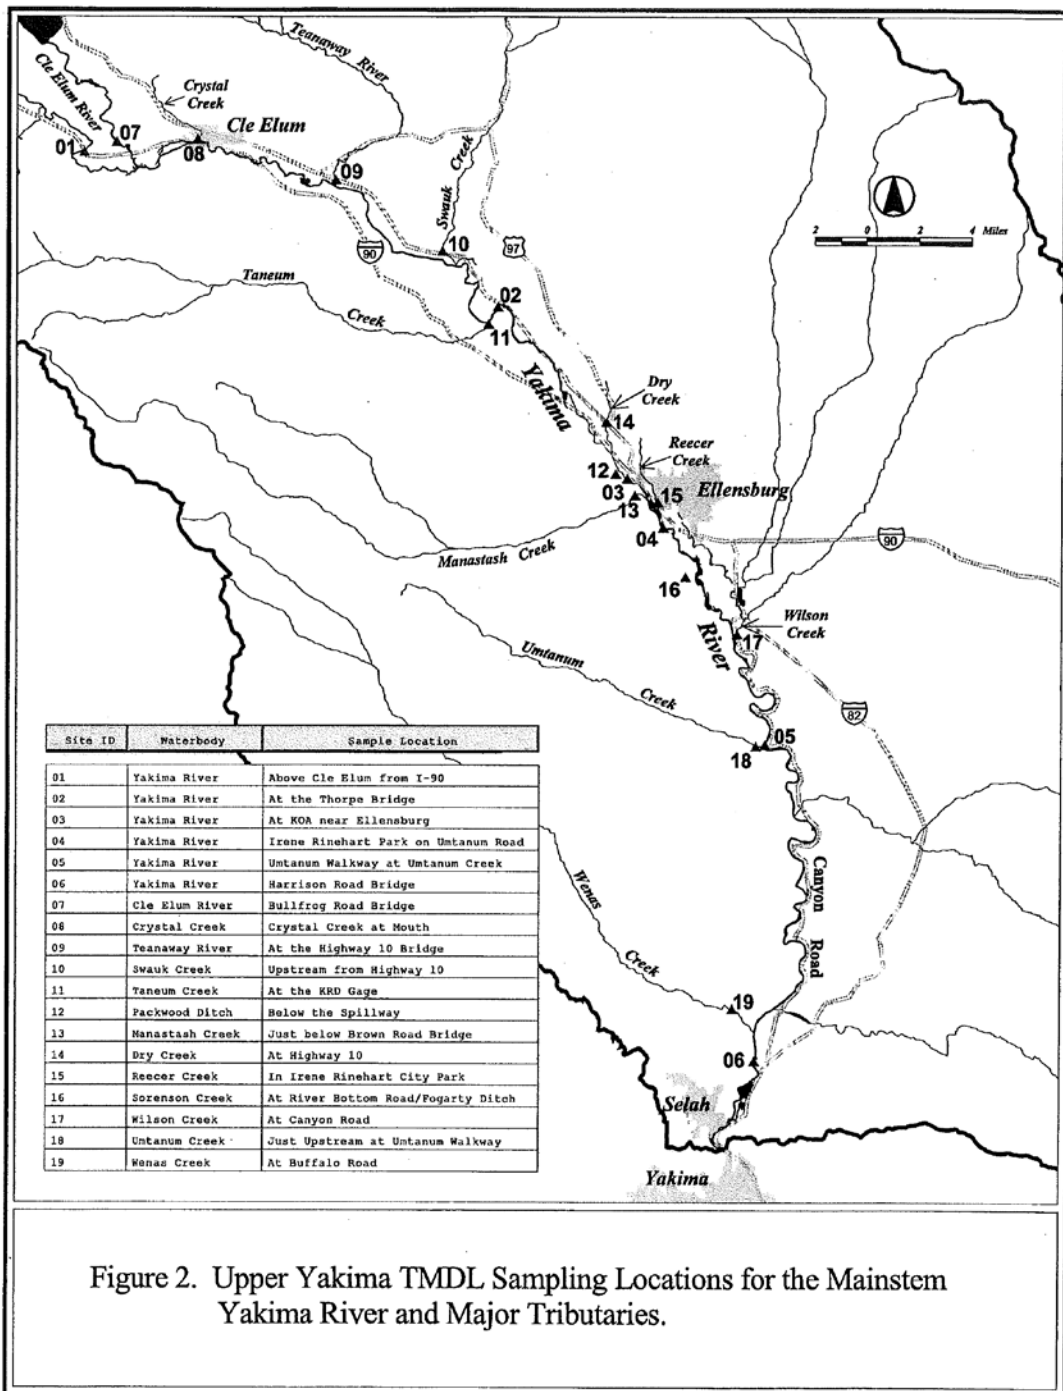 Teanaway
River
Cle Elum River
Crystal
Creek
Cle Elum
07
01
08
09
Swauk Creek
10
90
97
2 0 2 4 Miles
Taneum
Creek
02
11
Yakima
Dry
Creek
14
Reecer
Creek
12
03
13
15
Ellensburg
04
90
Manastash Creek
16
Wilson
Creek
River
17
Umtanum
Creek
82
05
18
Canyon Road
Wenas
Creek
19
06
Selah
Yakima
Site ID Waterbody Sample Location
01 Yakima River Above Cle Elum from I-90
02 Yakima River At the Thorpe Bridge
03 Yakima River At KOA near Ellensburg
04 Yakima River Irene Rinehart Park on Umtanum Road
05 Yakima River Umtanum Walkway at Umtanum Creek
06 Yakima River Harrison Road Bridge
07 Cle Elum River Bullfrog Road Bridge
08 Crystal Creek Crystal Creek at Mouth
09 Teanaway River At the Highway 10 Bridge
10 Swauk Creek Upstream from Highway 10
11 Taneum Creek At the KRD Gage
12 Packwood Ditch Below the Spillway
13 Manastash Creek Just below Brown Road Bridge
14 Dry Creek At Highway 10
15 Reecer Creek In Irene Rinehart City Park
16 Sorenson Creek At River Bottom Road/Fogarty Ditch
17 Wilson Creek At Canyon Road
18 Umtanum Creek Just Upstream at Umtanum Walkway
19 Wenas Creek At Buffalo Road
Figure 2. Upper Yakima TMDL Sampling Locations for the Mainstem
Yakima River and Major Tributaries.